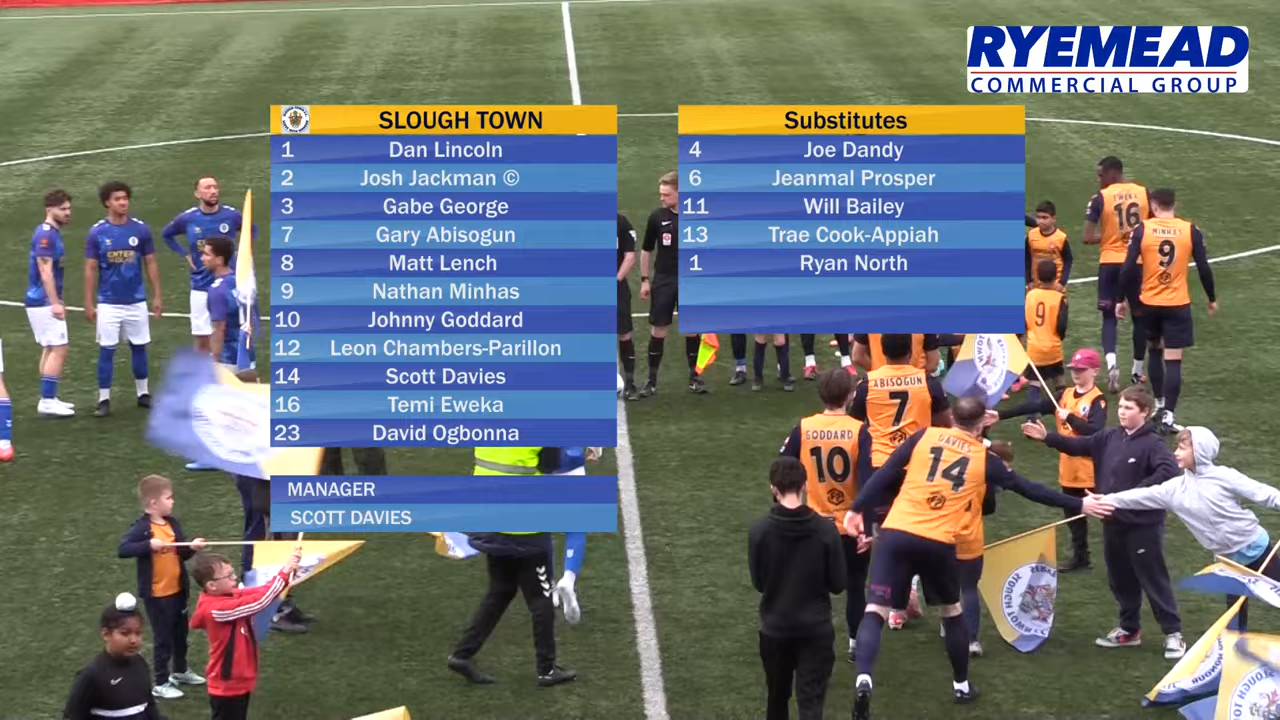 RYEMEAD
COMMERCIAL GROUP
SLOUGH TOWN
1 Dan Lincoln
2 Josh Jackman ©
3 Gabe George
7 Gary Abisogun
8 Matt Lench
9 Nathan Minhas
10 Johnny Goddard
12 Leon Chambers-Parillon
14 Scott Davies
16 Temi Eweka
23 David Ogbonna
MANAGER
SCOTT DAVIES
Substitutes
4 Joe Dandy
6 Jeanmal Prosper
11 Will Bailey
13 Trae Cook-Appiah
1 Ryan North
EWEKA
16
MINHAS
9
9
ABISOGUN
7
GODDARD
10
DAVIES
14
ENTER